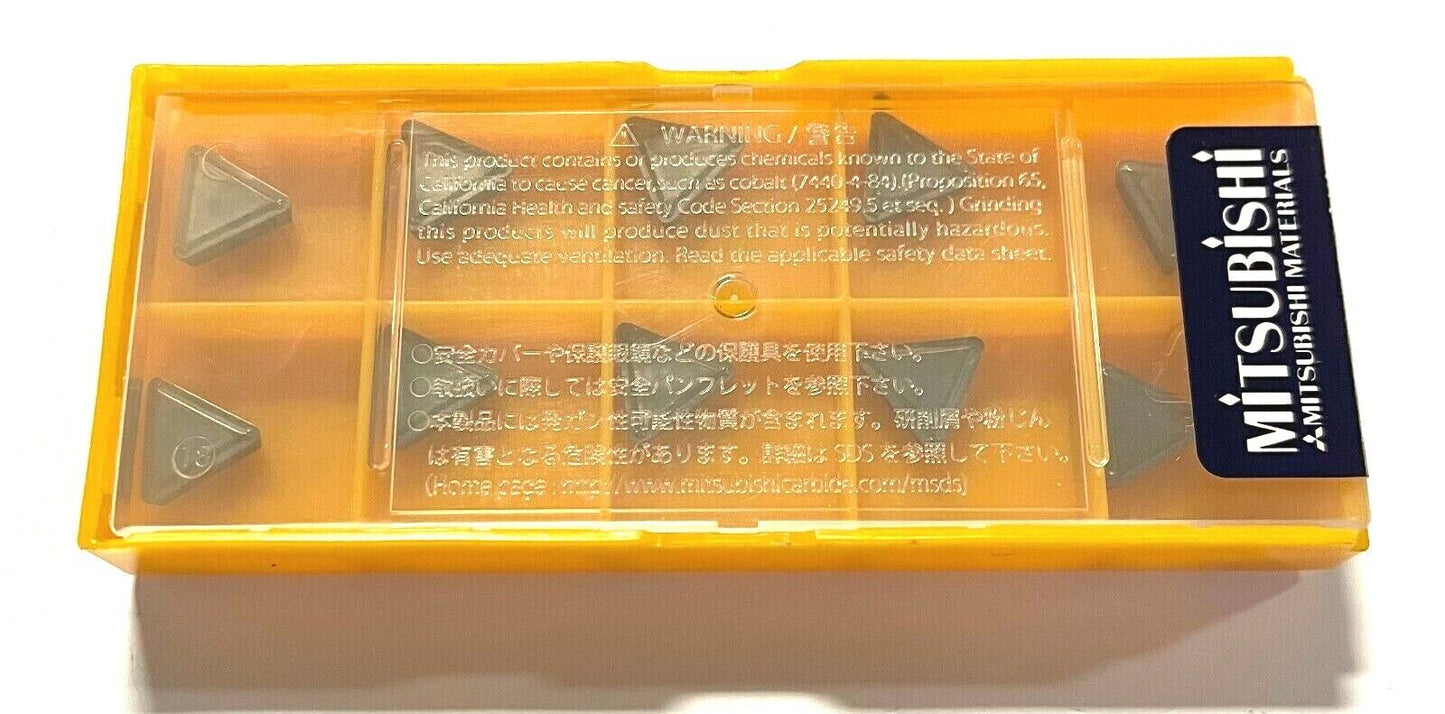 ⚠ WARNING / 警告
This product contains or produces chemicals known to the State of
California to cause cancer,such as cobalt (7440-4-84).(Proposition 65,
California Health and safety Code Section 25249.5 et seq. ) Grinding
this products will produce dust that is potentially hazardous.
Use adequate ventilation. Read the applicable safety data sheet.
○安全カバーや保護眼鏡などの保護具を使用下さい。
○取扱いに際しては安全パンフレットを参照下さい。
○本製品には発ガン性可能性物質が含まれます。研削屑や粉じん
は有害となる危険性があります。詳細は SDS を参照して下さい。
(Home page : http://www.mitsubishicarbide.com/msds)
MITSUBISHI
MITSUBISHI MATERIALS
18